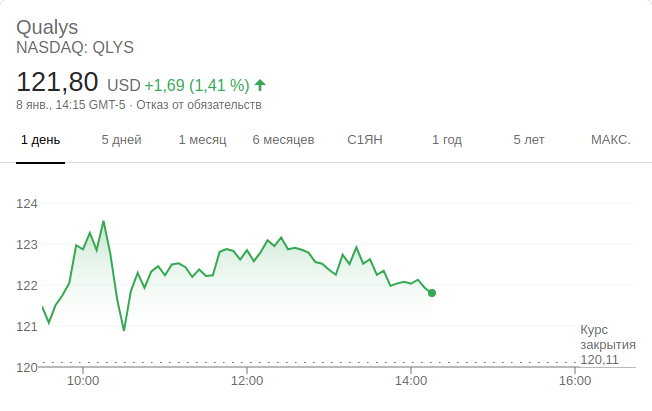 Qualys
NASDAQ: QLYS
121,80 USD +1,69 (1,41 %)
8 янв., 14:15 GMT-5 · Отказ от обязательств
1 день 5 дней 1 месяц 6 месяцев С1ЯН 1 год 5 лет МАКС.
124
123
122
121
120
Курс
закрытия
120,11
10:00 12:00 14:00 16:00